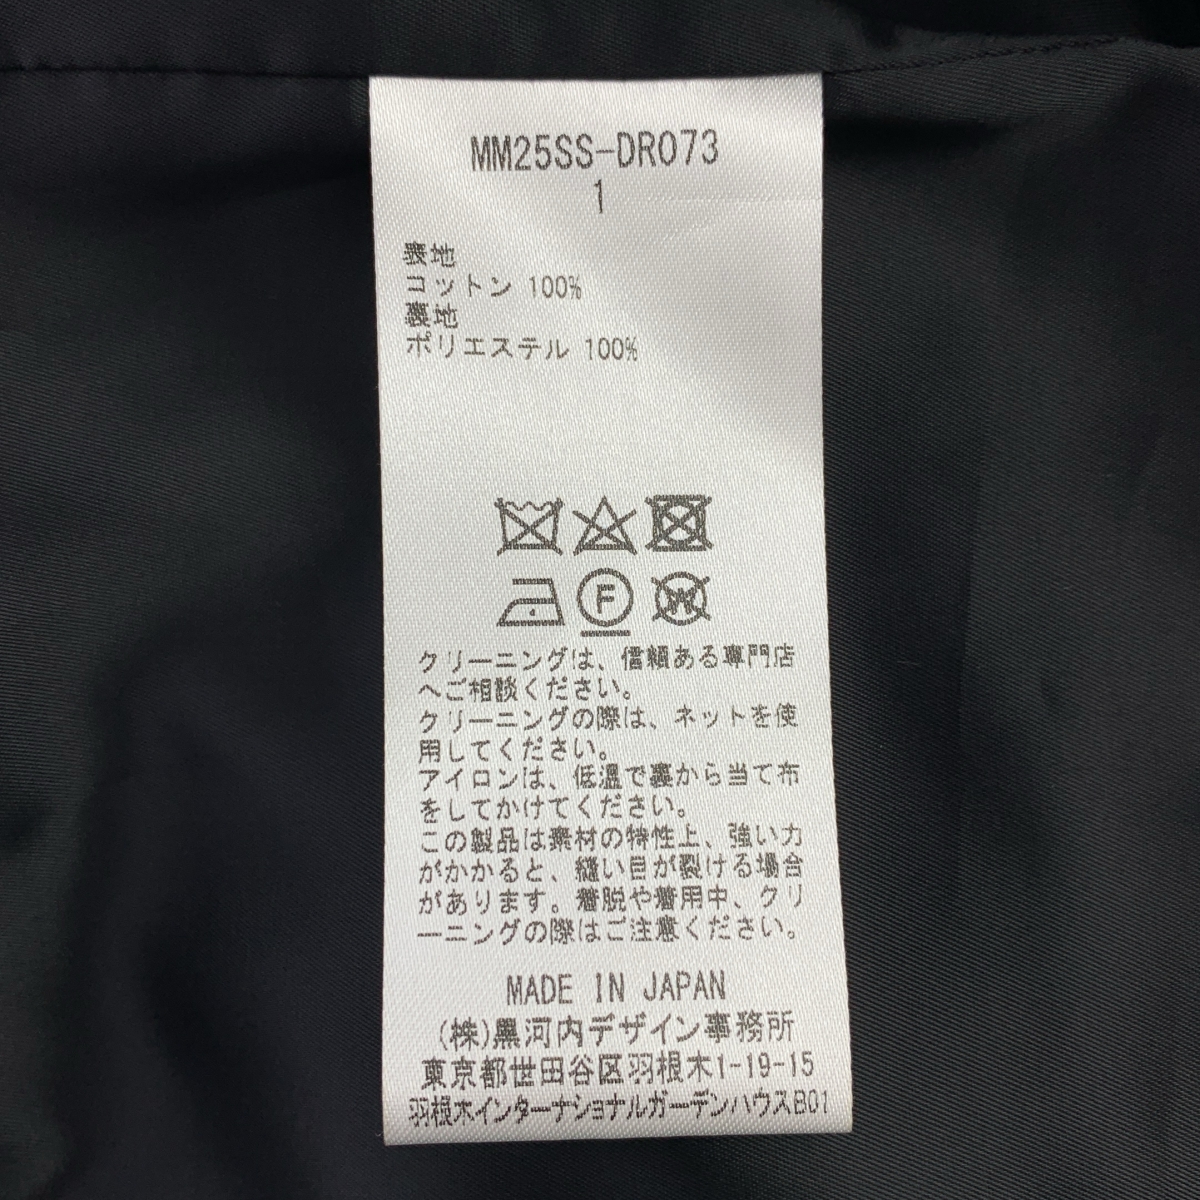 MM25SS-DR073
1
表地
コットン 100%
裏地
ポリエステル 100%
F
W
クリーニングは、信頼ある専門店
へご相談ください。
クリーニングの際は、ネットを使
用してください。
アイロンは、低温で裏から当て布
をしてかけてください。
この製品は素材の特性上、強い力
がかかると、縫い目が裂ける場合
があります。着脱や着用中、クリ
ーニングの際はご注意ください。
MADE IN JAPAN
(株)黒河内デザイン事務所
東京都世田谷区羽根木1-19-15
羽根木インターナショナルガーデンハウスB01